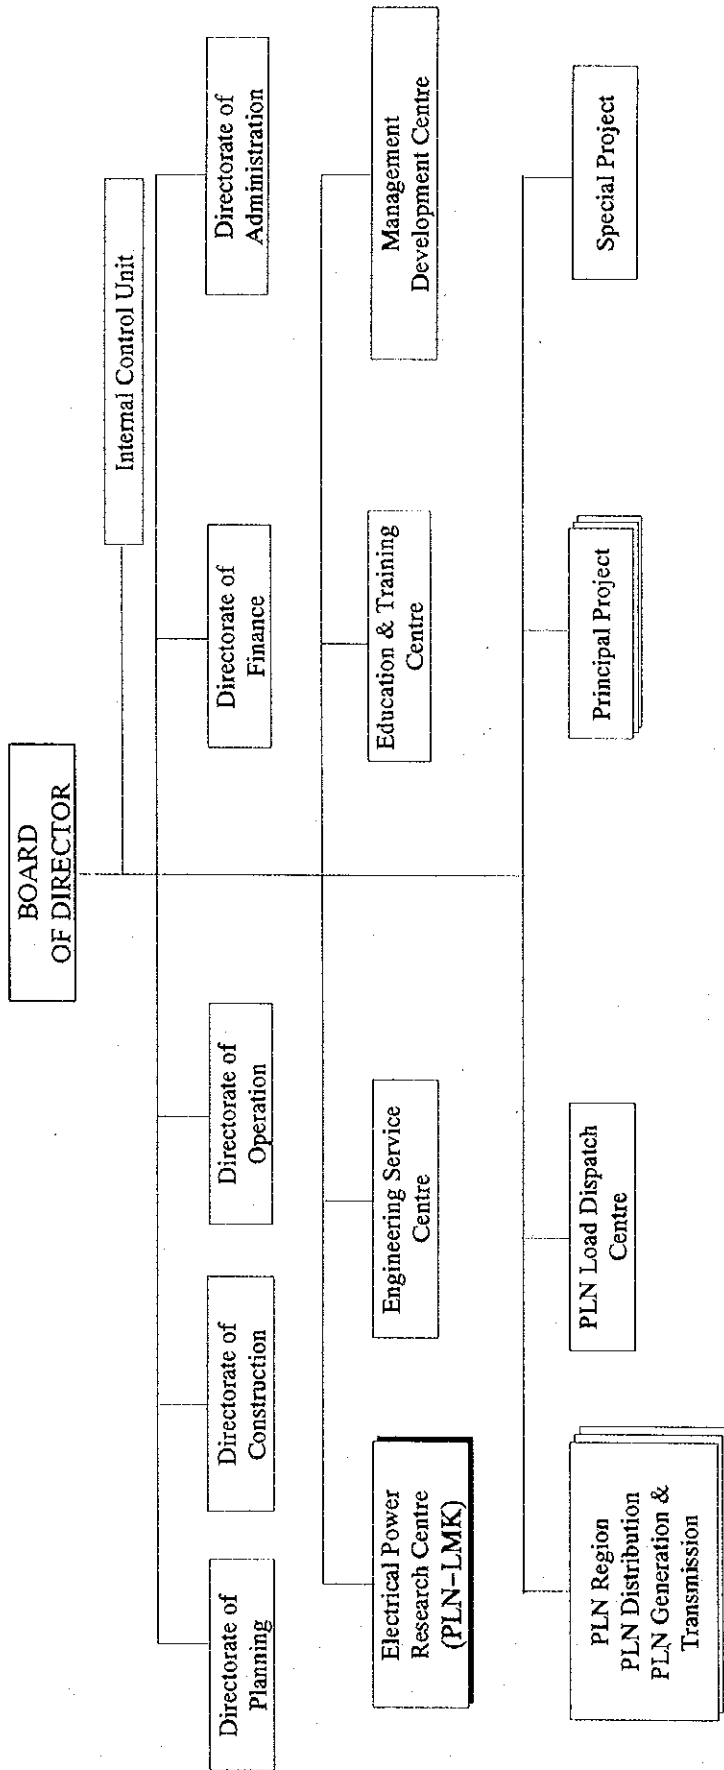 BOARD
OF DIRECTOR
Internal Control Unit
Directorate of
Planning
Directorate of
Construction
Directorate of
Operation
Directorate of
Finance
Directorate of
Administration
Electrical Power
Research Centre
(PLN-LMK)
Engineering Service
Centre
Education & Training
Centre
Management
Development Centre
PLN Region
PLN Distribution
PLN Generation &
Transmission
PLN Load Dispatch
Centre
Principal Project
Special Project